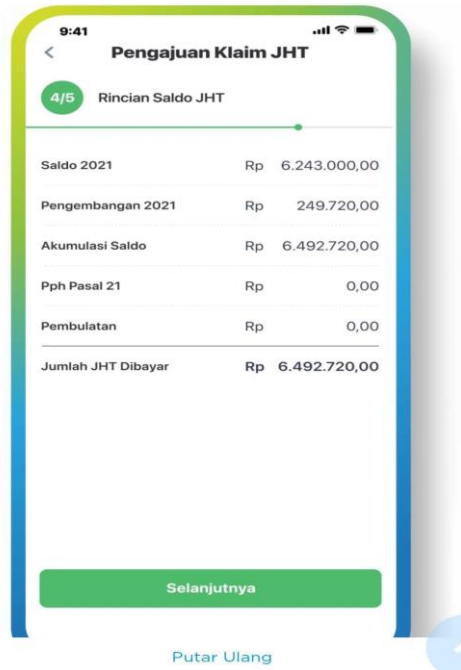 9:41
Pengajuan Klaim JHT
4/5 Rincian Saldo JHT
Saldo 2021 Rp 6.243.000,00
Pengembangan 2021 Rp 249.720,00
Akumulasi Saldo Rp 6.492.720,00
Pph Pasal 21 Rp 0,00
Pembulatan Rp 0,00
Jumlah JHT Dibayar Rp 6.492.720,00
Selanjutnya
Putar Ulang